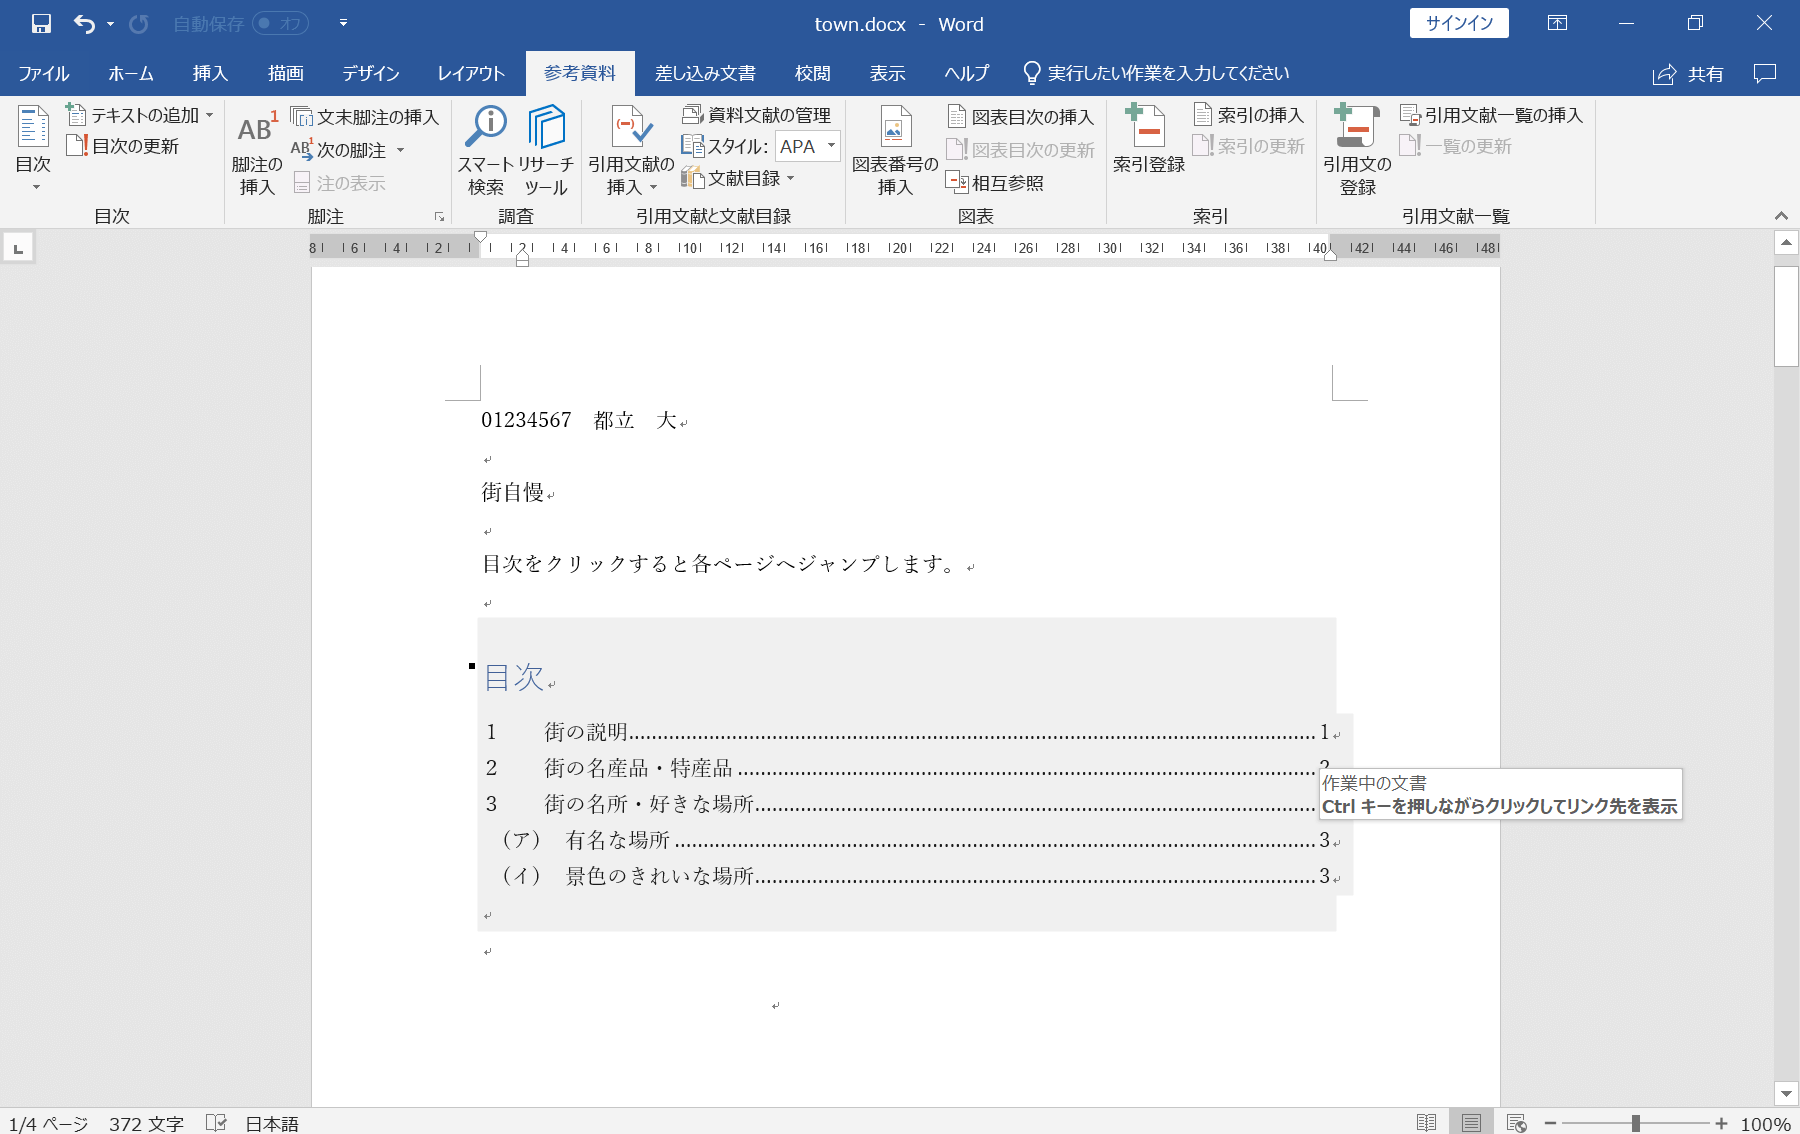 自動保存 オフ
town.docx - Word
サインイン
ファイル ホーム 挿入 描画 デザイン レイアウト 参考資料 差し込み文書 校閲 表示 ヘルプ 実行したい作業を入力してください 共有
目次
テキストの追加
目次の更新
目次
AB1
脚注の
挿入
文末脚注の挿入
AB1 次の脚注
注の表示
脚注
スマート
検索
リサーチ
ツール
調査
引用文献の
挿入
資料文献の管理
スタイル: APA
文献目録
引用文献と文献目録
図表番号の
挿入
図表目次の挿入
図表目次の更新
相互参照
図表
索引登録
索引の挿入
索引の更新
索引
引用文の
登録
引用文献一覧の挿入
一覧の更新
引用文献一覧
8 6 4 2 2 4 6 8 10 12 14 16 18 20 22 24 26 28 30 32 34 36 38 40 42 44 46 48
01234567 都立 大
街自慢
目次をクリックすると各ページへジャンプします。
目次
1 街の説明 1
2 街の名産品・特産品
3 街の名所・好きな場所
作業中の文書
Ctrl キーを押しながらクリックしてリンク先を表示
（ア） 有名な場所 3
（イ） 景色のきれいな場所 3
1/4 ページ 372 文字 日本語 100%